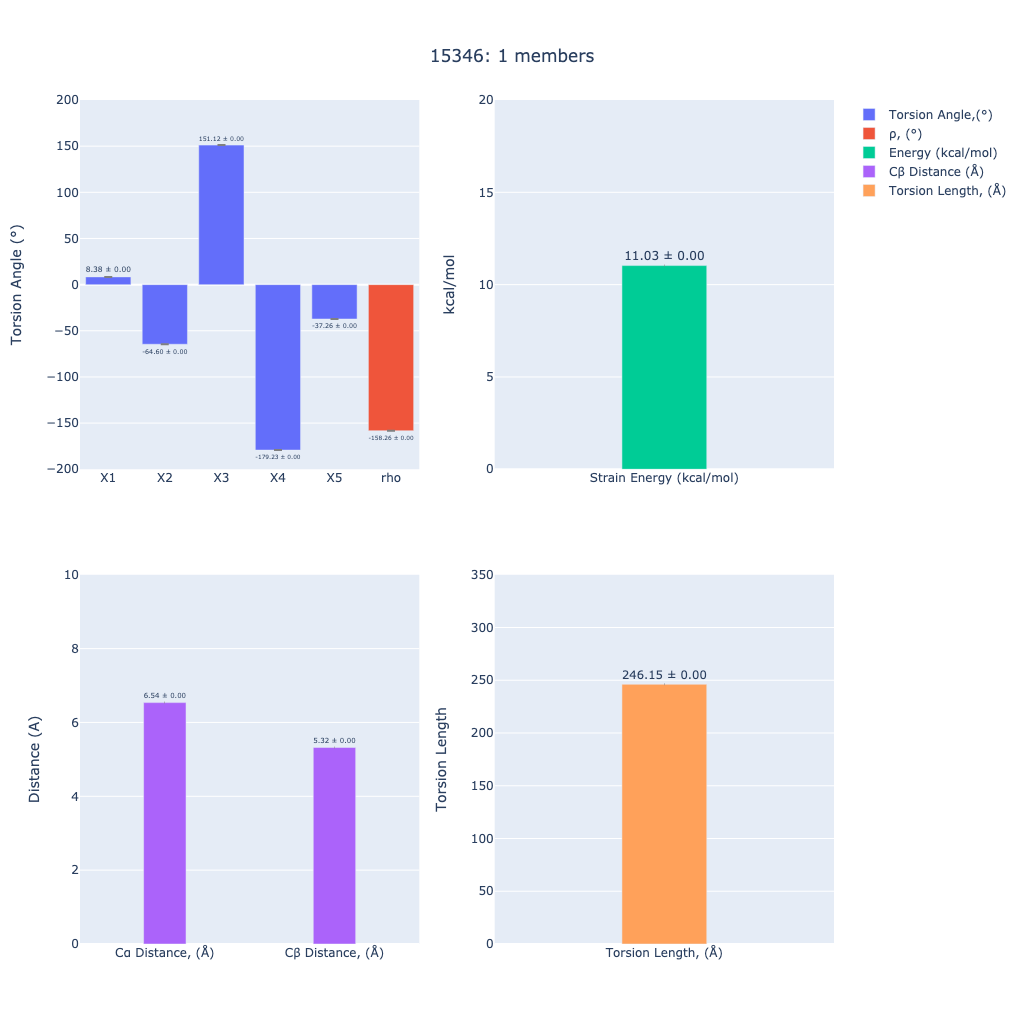 15346: 1 members
Torsion Angle (°)
200
150
100
50
0
−50
−100
−150
−200
8.38 ± 0.00
-64.60 ± 0.00
151.12 ± 0.00
-179.23 ± 0.00
-37.26 ± 0.00
-158.26 ± 0.00
X1 X2 X3 X4 X5 rho
kcal/mol
20
15
10
5
0
11.03 ± 0.00
Strain Energy (kcal/mol)
Torsion Angle,(°)
ρ, (°)
Energy (kcal/mol)
Cβ Distance (Å)
Torsion Length, (Å)
Distance (A)
10
8
6
4
2
0
6.54 ± 0.00
5.32 ± 0.00
Cα Distance, (Å) Cβ Distance, (Å)
Torsion Length
350
300
250
200
150
100
50
0
246.15 ± 0.00
Torsion Length, (Å)